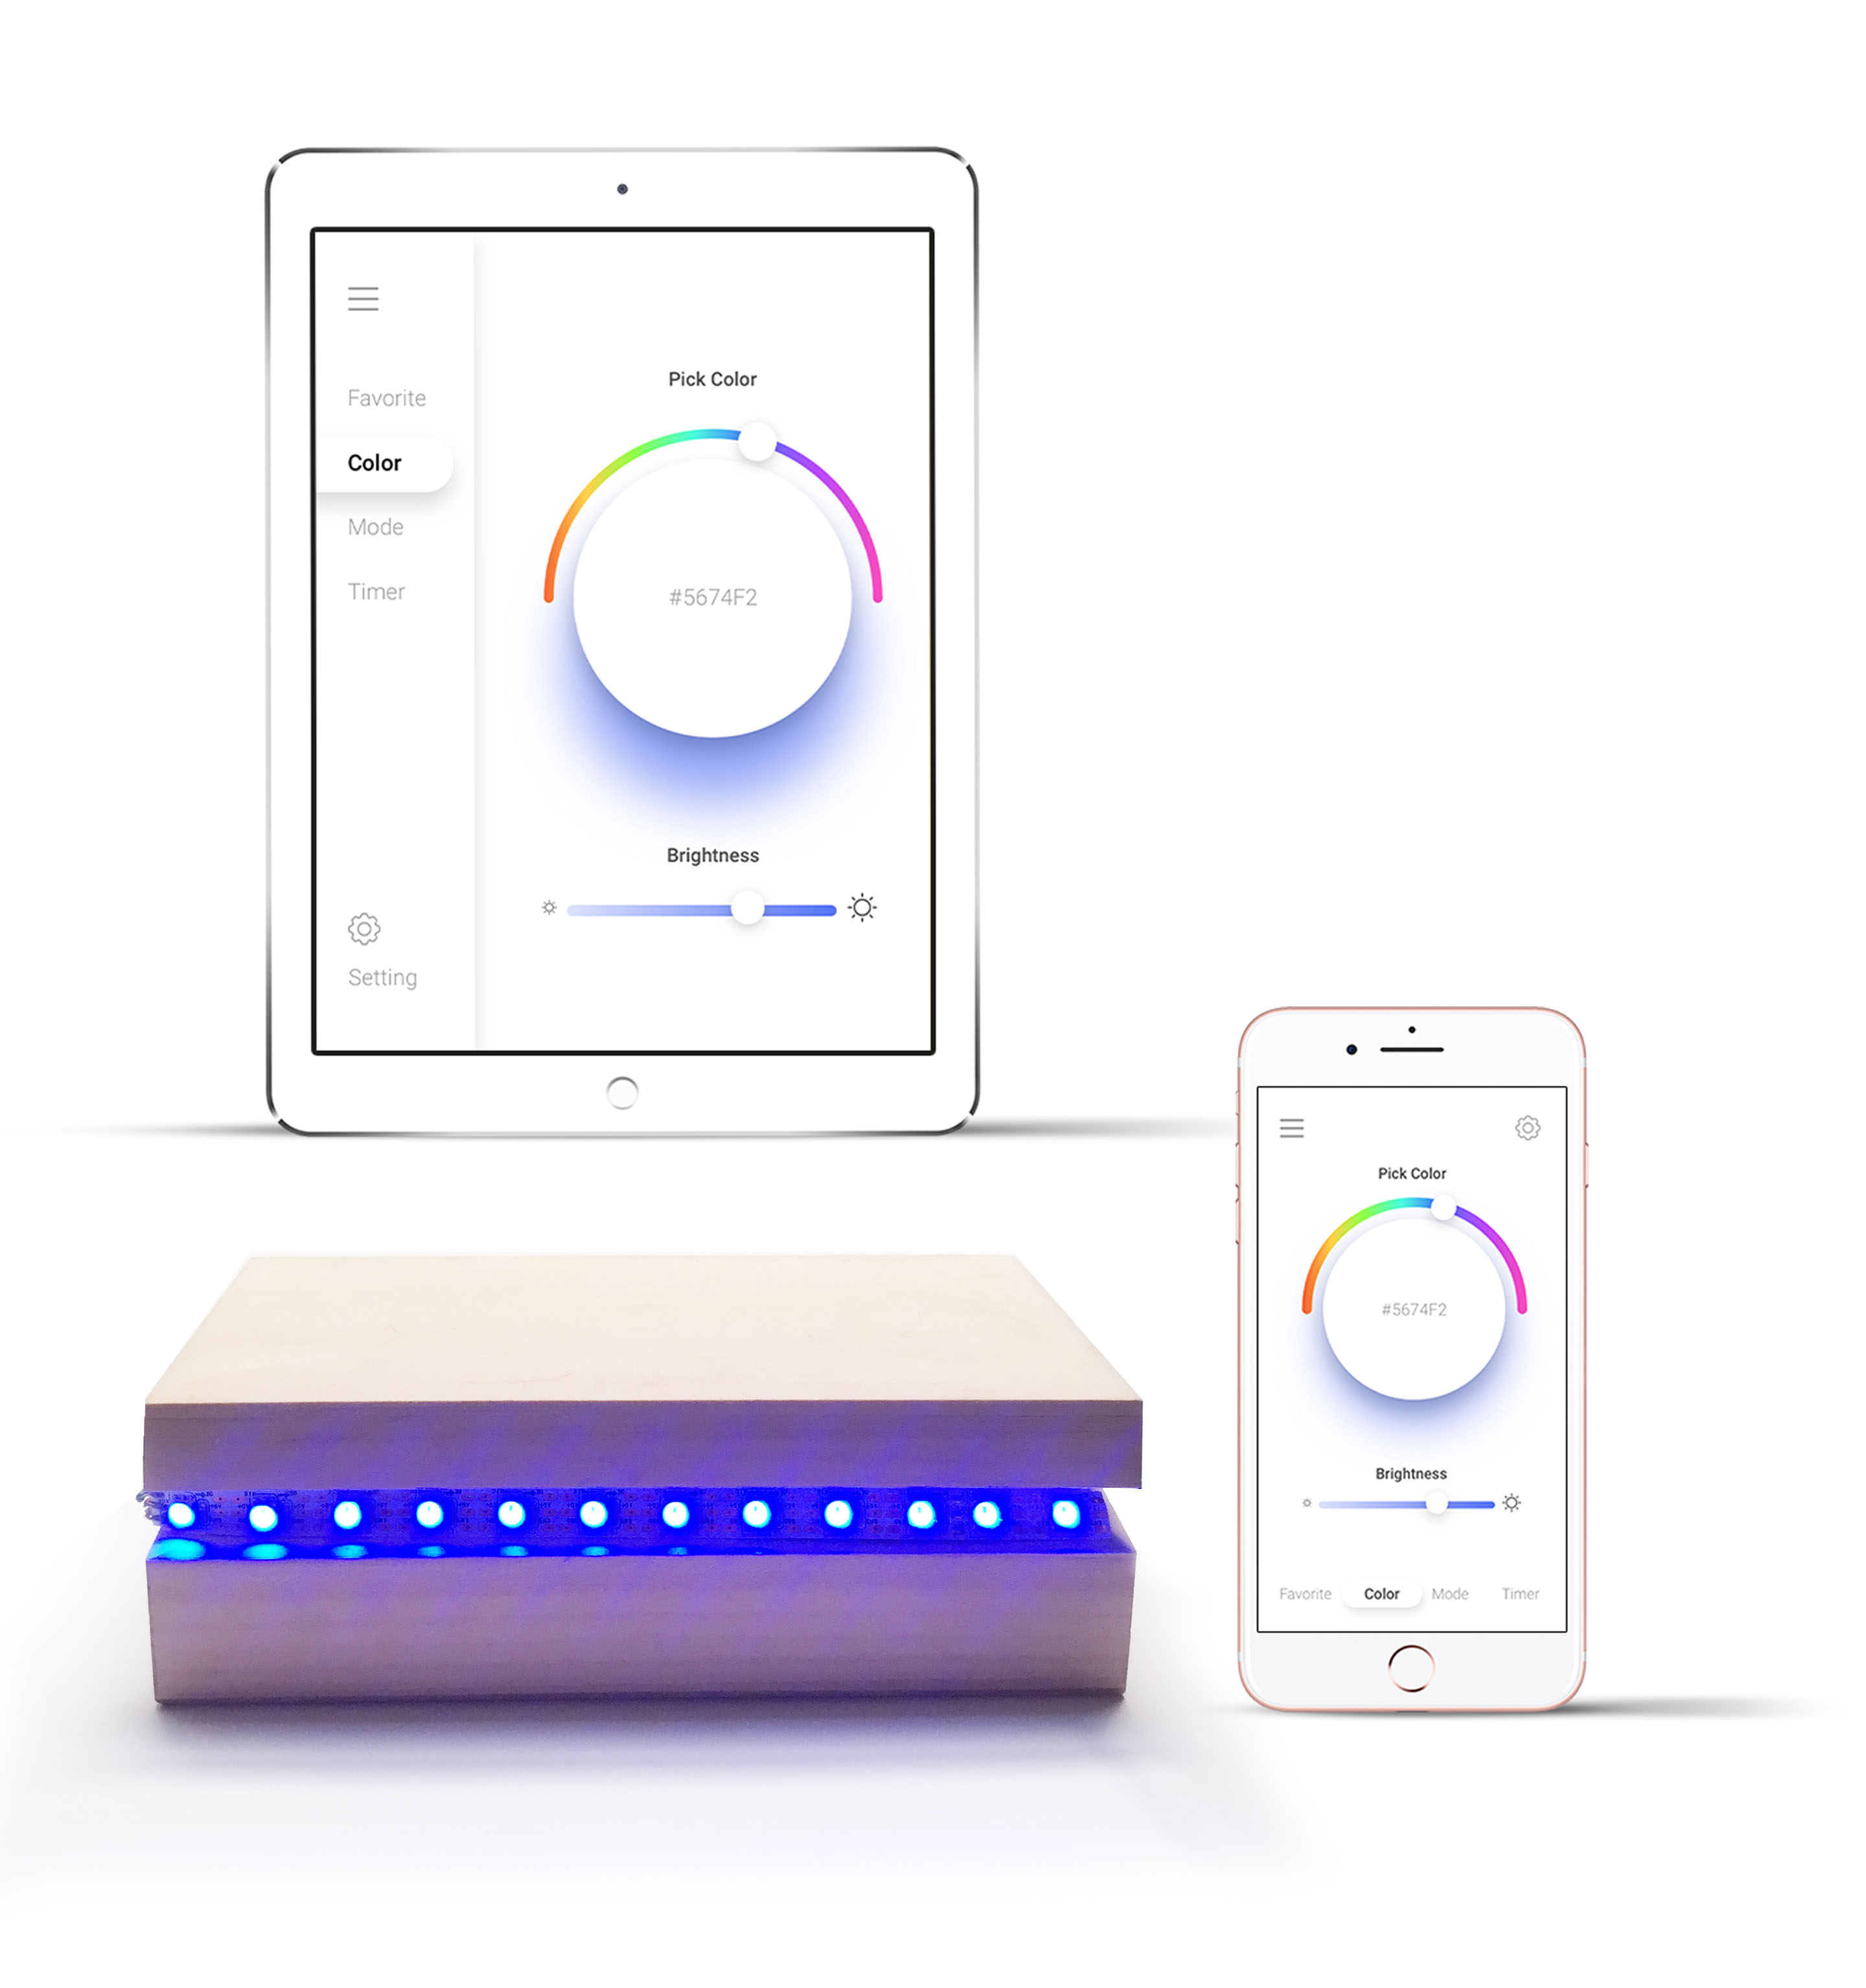 Favorite
Color
Mode
Timer
Setting
Pick Color
#5674F2
Brightness
Pick Color
#5674F2
Brightness
Favorite Color Mode Timer